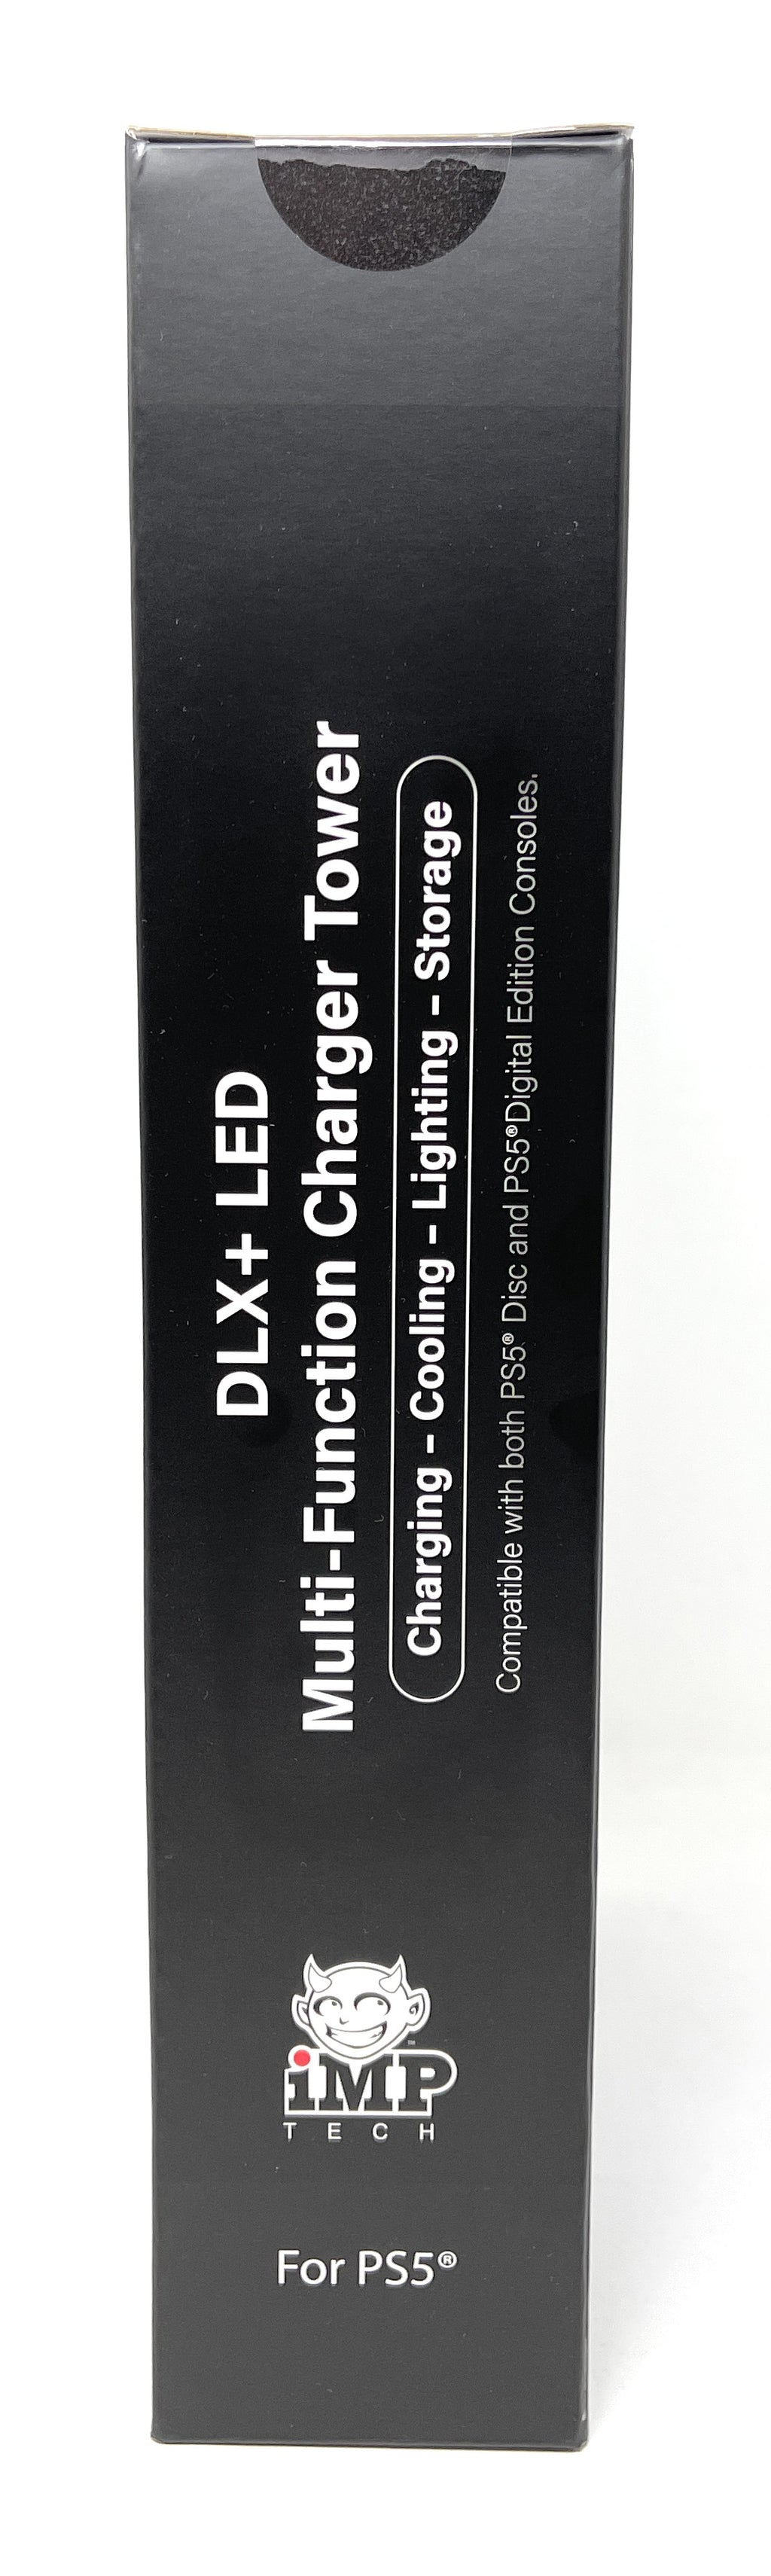 DLX+ LED
Multi-Function Charger Tower
Charging – Cooling – Lighting – Storage
Compatible with both PS5® Disc and PS5®Digital Edition Consoles.
™
iMP
TECH
For PS5®